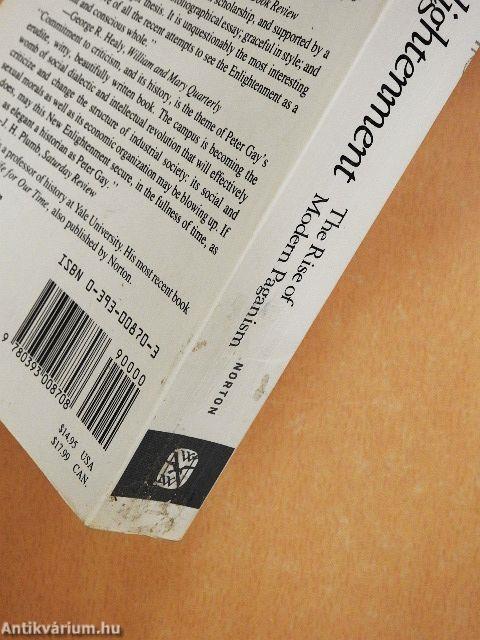 Book Review
scholarship, and supported by a
bibliographical essay; graceful in style; and
thesis. It is unquestionably the most interesting
of all the recent attempts to see the Enlightenment as a
and conscious whole."
—George R. Healy, William and Mary Quarterly
"Commitment to criticism, and its history, is the theme of Peter Gay's
erudite, witty, beautifully written book. The campus is becoming the
womb of social dialectic and intellectual revolution that will effectively
criticize and change the structure of industrial society; its social and
sexual morals as well as its economic organization may be blowing up. If
does, may this New Enlightenment secure, in the fullness of time, as
as elegant a historian as Peter Gay."
—J. H. Plumb, Saturday Review
a professor of history at Yale University. His most recent book
ife for Our Time, also published by Norton.
ISBN 0-393-00870-3
90000
9 780393 008708
$14.95 USA
$17.99 CAN.
lightenment
The Rise of
Modern Paganism
NORTON
W W N
Antikvárium.hu